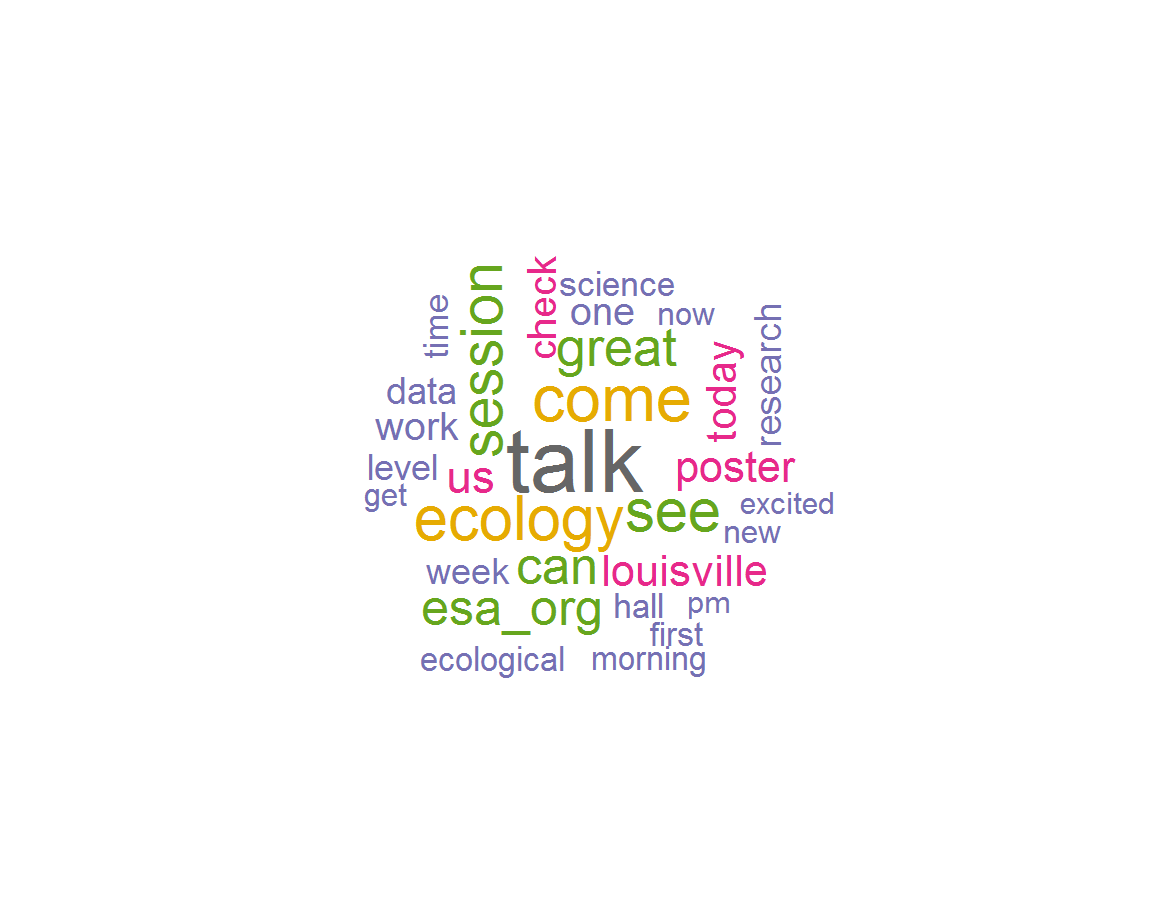 check
science
session
time
one
now
research
great
today
data
come
work
talk
level
us
poster
get
ecology
see
excited
new
week
can
louisville
esa_org
hall
pm
first
ecological
morning